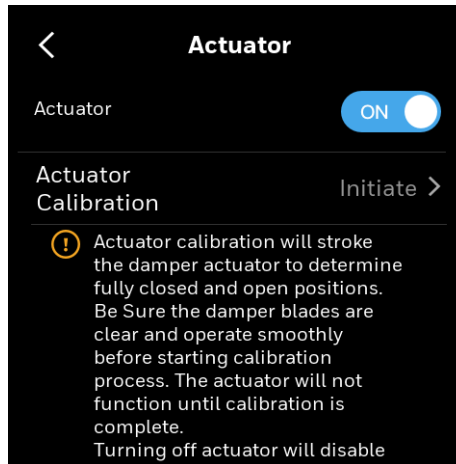 Actuator
Actuator
ON
Actuator
Calibration
Initiate
Actuator calibration will stroke
the damper actuator to determine
fully closed and open positions.
Be Sure the damper blades are
clear and operate smoothly
before starting calibration
process. The actuator will not
function until calibration is
complete.
Turning off actuator will disable